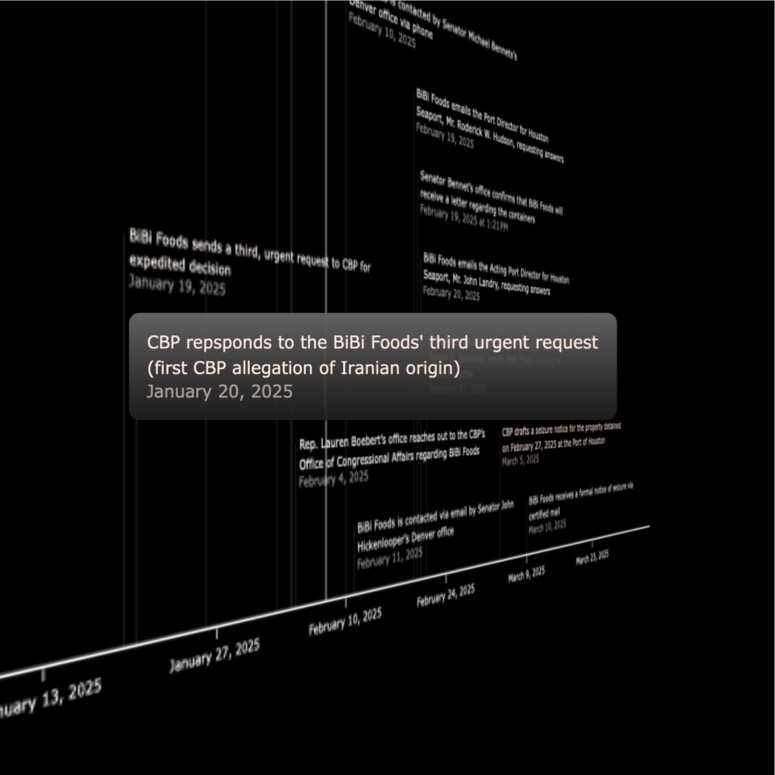 is contacted by Senator Michael Bennets's
Denver office via phone
February 10, 2025
BiBi Foods emails the Port Director for Houston
Seaport, Mr. Roderick W. Hudson, requesting answers
February 19, 2025
Senator Bennet's office confirms that BiBi Foods will
receive a letter regarding the containers
February 19, 2025 at 1:21PM
BiBi Foods sends a third, urgent request to CBP for
expedited decision
January 19, 2025
BiBi Foods emails the Acting Port Director for Houston
Seaport, Mr. John Landry, requesting answers
February 20, 2025
CBP repsponds to the BiBi Foods' third urgent request
(first CBP allegation of Iranian origin)
January 20, 2025
Rep. Lauren Boebert's office reaches out to the CBP's
Office of Congressional Affairs regarding BiBi Foods
February 4, 2025
CBP drafts a seizure notice for the property detained
on February 27, 2025 at the Port of Houston
March 5, 2025
BiBi Foods is contacted via email by Senator John
Hickenlooper's Denver office
February 11, 2025
BiBi Foods receives a formal notice of seizure via
certified mail
March 10, 2025
nuary 13, 2025
January 27, 2025
February 10, 2025
February 24, 2025
March 9, 2025
March 23, 2025